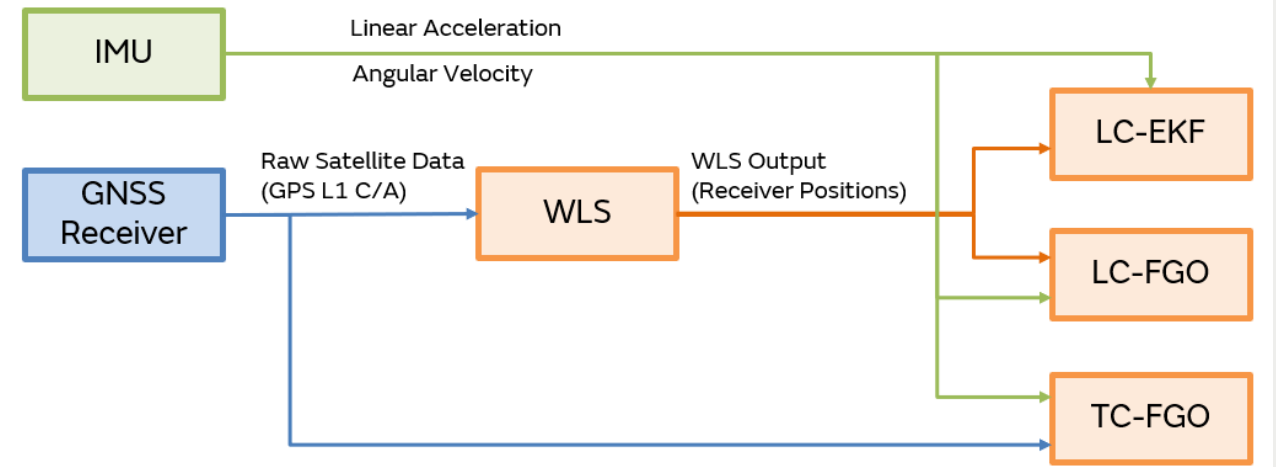 IMU
Linear Acceleration
Angular Velocity
LC-EKF
GNSS
Receiver
Raw Satellite Data
(GPS L1 C/A)
WLS
WLS Output
(Receiver Positions)
LC-FGO
TC-FGO